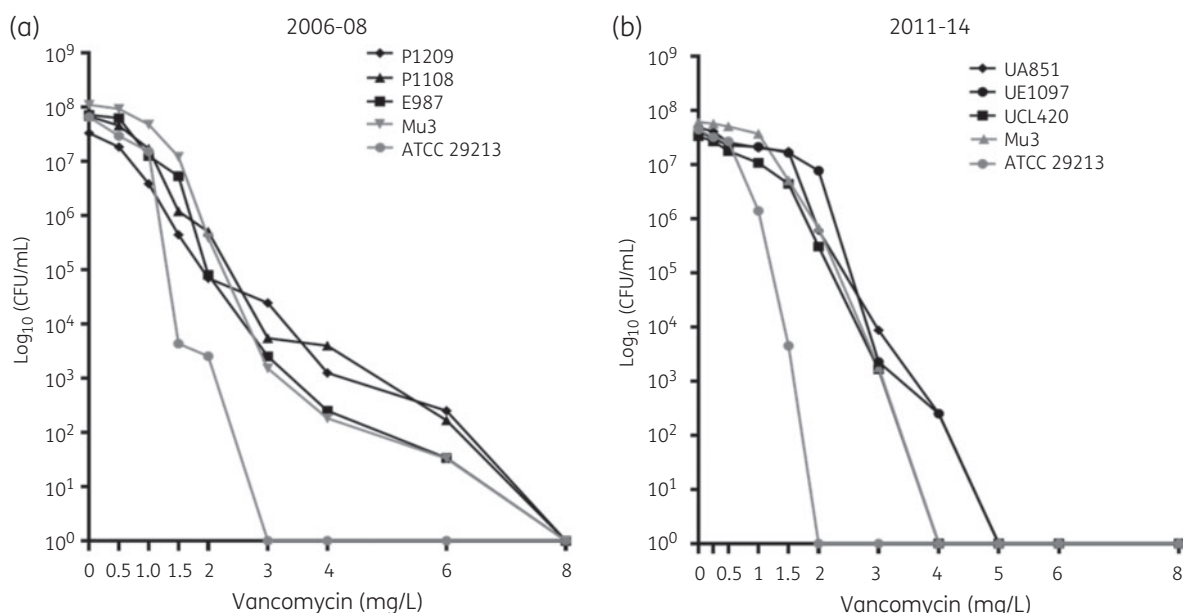 (a)
2006-08
10⁹
10⁸
10⁷
10⁶
10⁵
10⁴
10³
10²
10¹
10⁰
Log₁₀ (CFU/mL)
P1209
P1108
E987
Mu3
ATCC 29213
0 0.5 1.0 1.5 2 3 4 6 8
Vancomycin (mg/L)
(b)
2011-14
10⁹
10⁸
10⁷
10⁶
10⁵
10⁴
10³
10²
10¹
10⁰
Log₁₀ (CFU/mL)
UA851
UE1097
UCL420
Mu3
ATCC 29213
0 0.5 1 1.5 2 3 4 5 6 8
Vancomycin (mg/L)